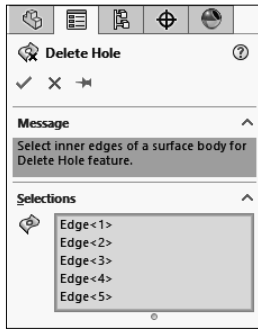 Delete Hole
Message
Select inner edges of a surface body for
Delete Hole feature.
Selections
Edge<1>
Edge<2>
Edge<3>
Edge<4>
Edge<5>